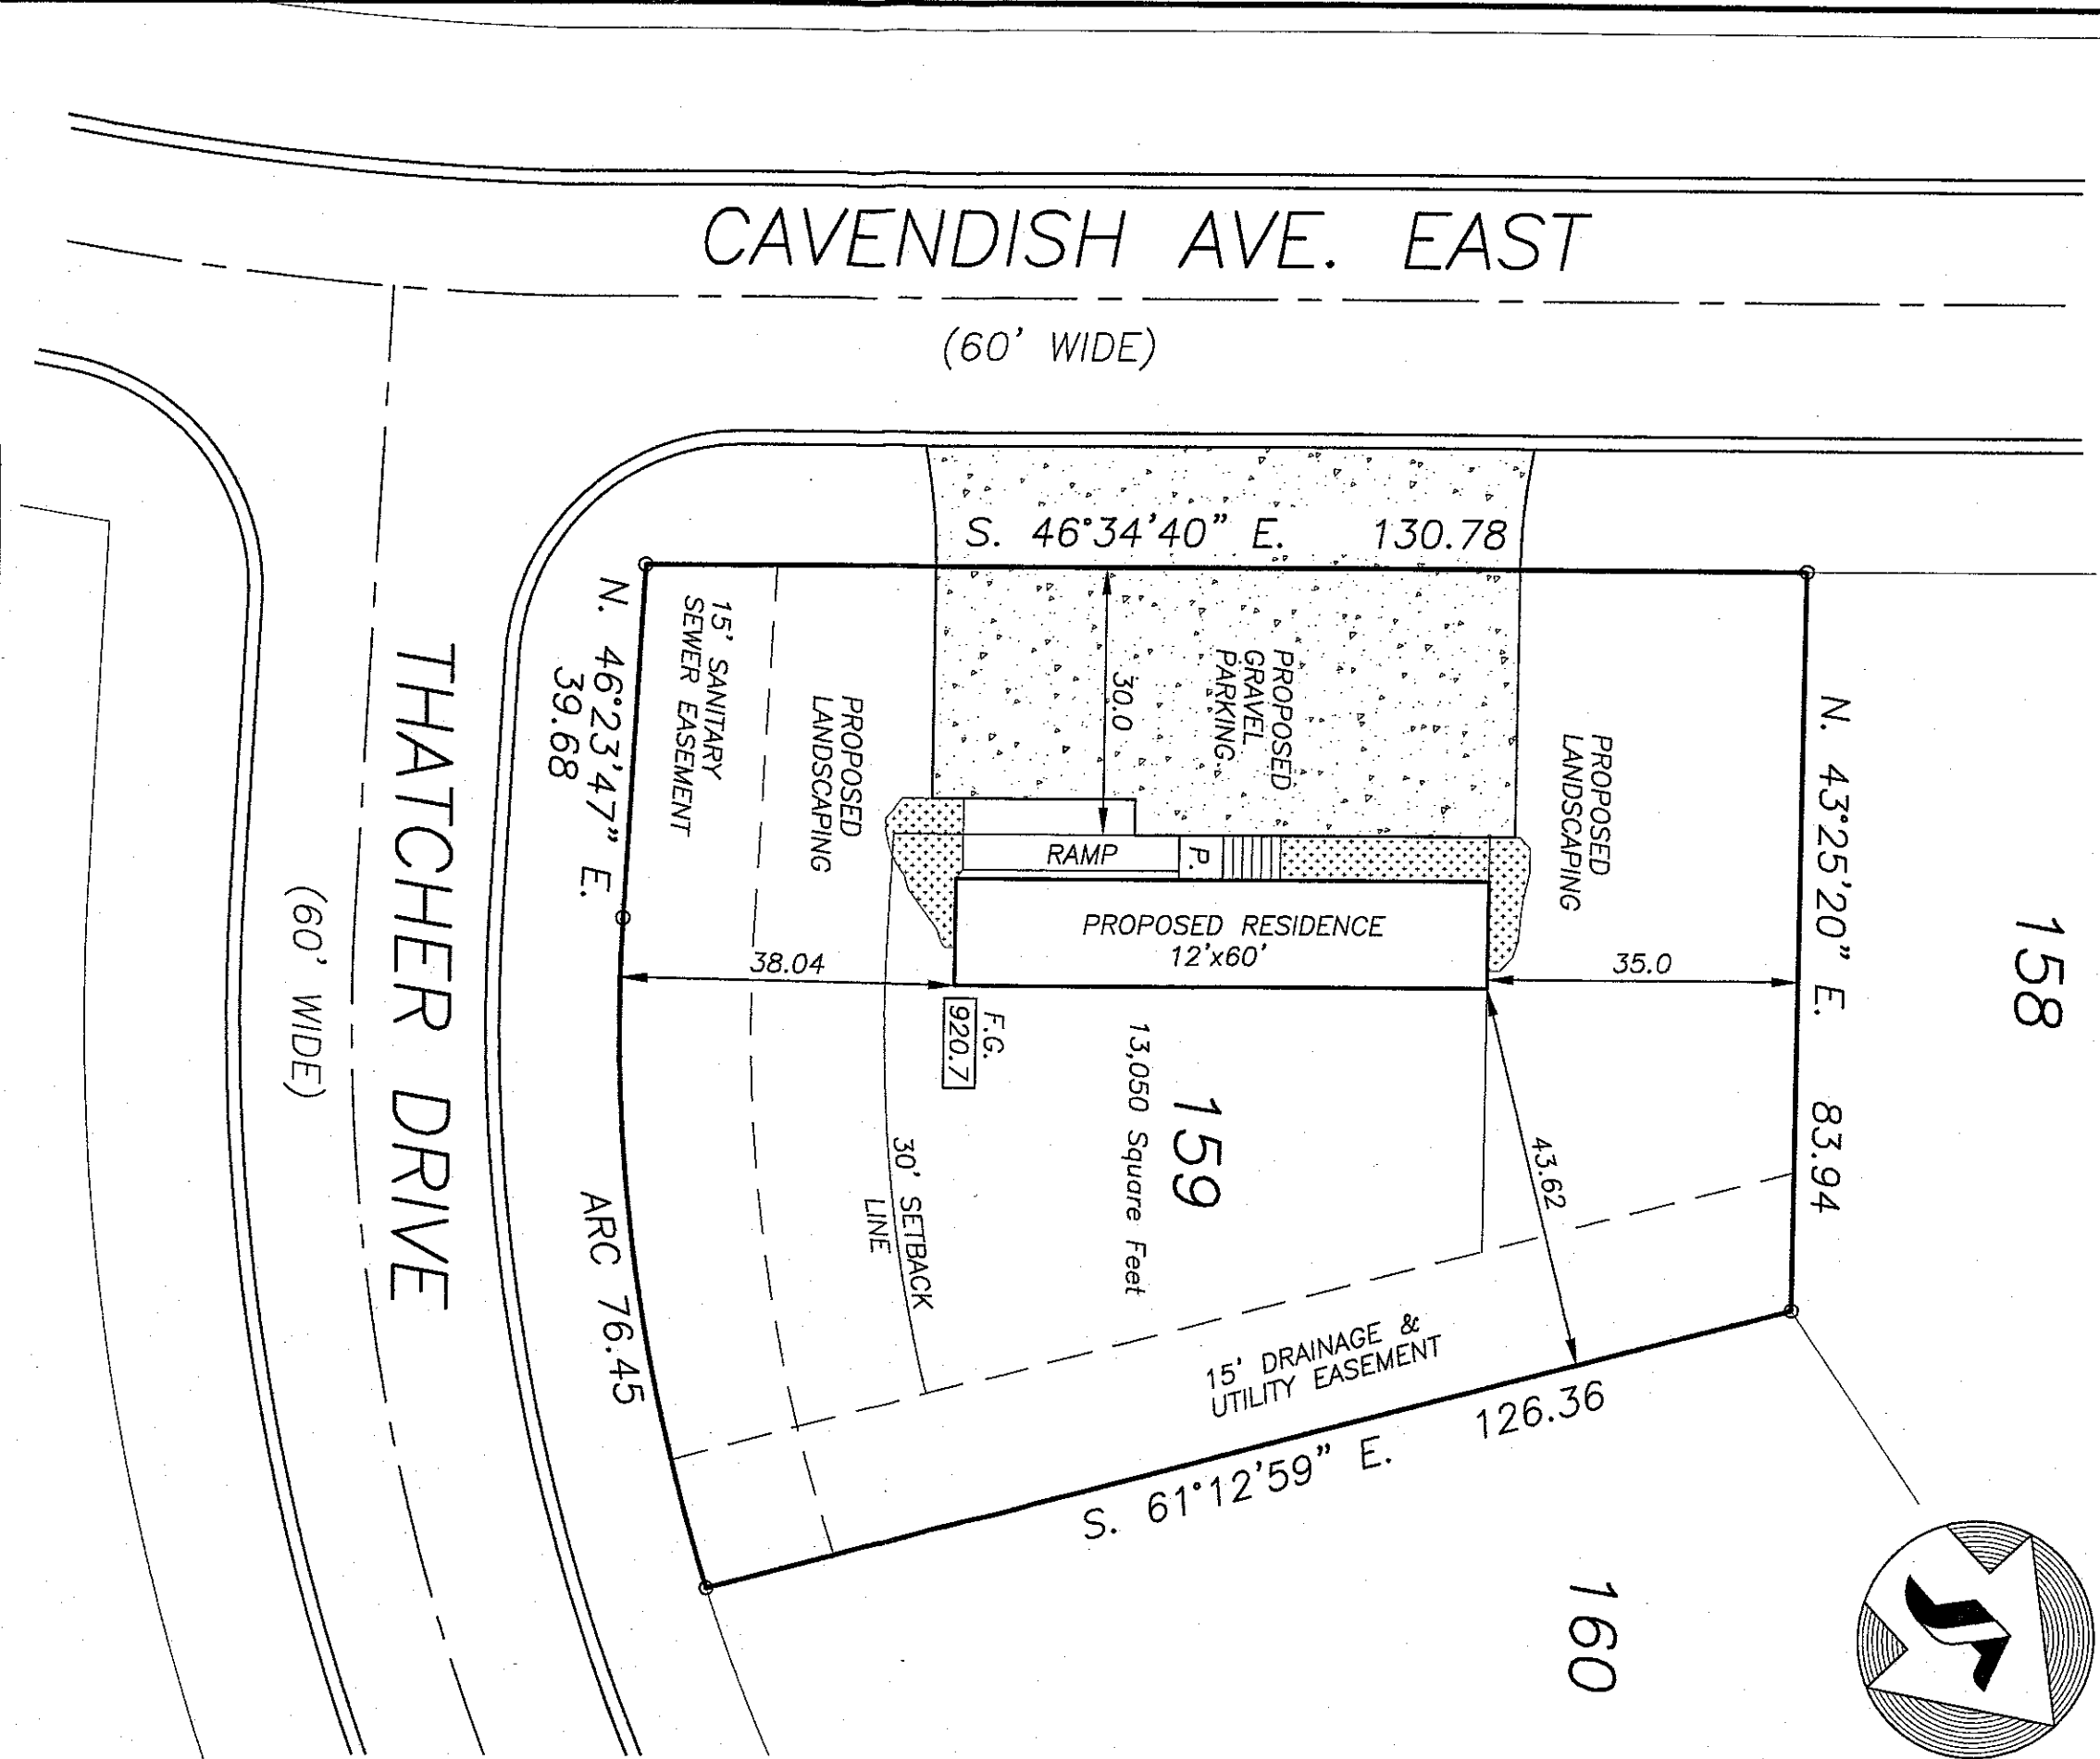 CAVENDISH AVE. EAST
(60' WIDE)
S. 46°34'40" E. 130.78
N. 46°23'47" E.
39.68
15' SANITARY
SEWER EASEMENT
PROPOSED
LANDSCAPING
30.0
PROPOSED
GRAVEL
PARKING
PROPOSED
LANDSCAPING
N. 43°25'20" E. 83.94
158
RAMP
P.
PROPOSED RESIDENCE
12'x60'
38.04
35.0
F.G.
920.7
13,050 Square Feet
159
43.62
30' SETBACK
LINE
THATCHER DRIVE
(60' WIDE)
ARC 76.45
15' DRAINAGE &
UTILITY EASEMENT
S. 61°12'59" E. 126.36
160